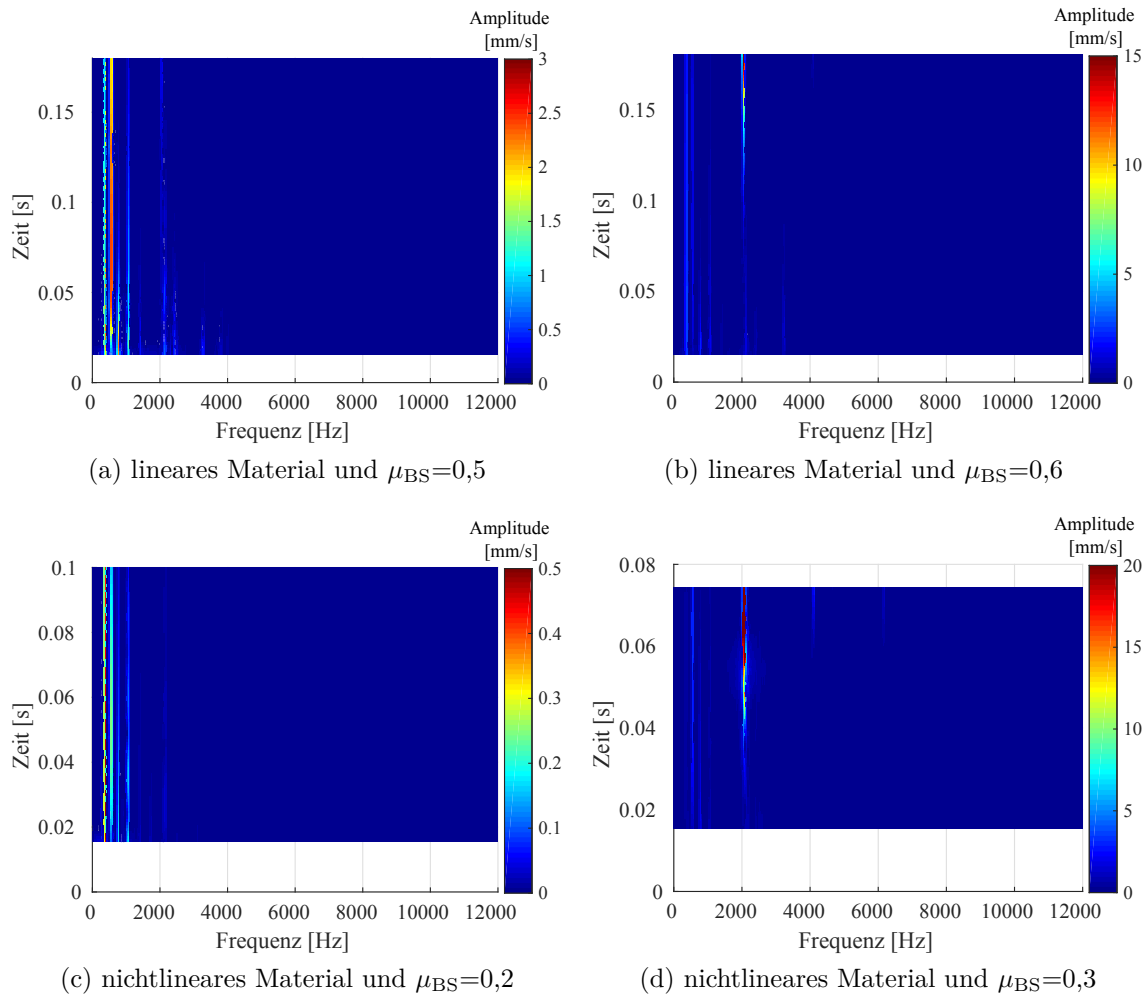 Amplitude
[mm/s]
3
2.5
2
1.5
1
0.5
0
0.15
0.1
0.05
0
Zeit [s]
0 2000 4000 6000 8000 10000 12000
Frequenz [Hz]
(a) lineares Material und μBS=0,5
Amplitude
[mm/s]
15
10
5
0
0.15
0.1
0.05
0
Zeit [s]
0 2000 4000 6000 8000 10000 12000
Frequenz [Hz]
(b) lineares Material und μBS=0,6
Amplitude
[mm/s]
0.5
0.4
0.3
0.2
0.1
0
0.1
0.08
0.06
0.04
0.02
0
Zeit [s]
0 2000 4000 6000 8000 10000 12000
Frequenz [Hz]
(c) nichtlineares Material und μBS=0,2
Amplitude
[mm/s]
20
15
10
5
0
0.08
0.06
0.04
0.02
0
Zeit [s]
0 2000 4000 6000 8000 10000 12000
Frequenz [Hz]
(d) nichtlineares Material und μBS=0,3